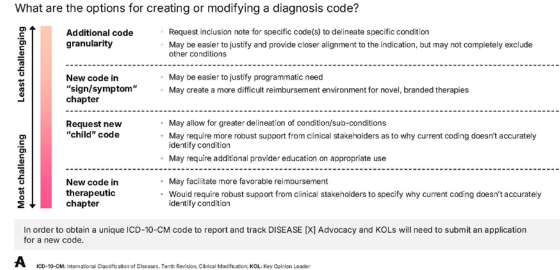 What are the options for creating or modifying a diagnosis code?
Least challenging
Most challenging
Additional code
granularity
• Request inclusion note for specific code(s) to delineate specific condition
• May be easier to justify and provide closer alignment to the indication, but may not completely exclude
other conditions
New code in
“sign/symptom”
chapter
• May be easier to justify programmatic need
• May create a more difficult reimbursement environment for novel, branded therapies
Request new
“child” code
• May allow for greater delineation of condition/sub-conditions
• May require more robust support from clinical stakeholders as to why current coding doesn’t accurately
identify condition
• May require additional provider education on appropriate use
New code in
therapeutic
chapter
• May facilitate more favorable reimbursement
• Would require robust support from clinical stakeholders to specify why current coding doesn’t accurately
identify condition
In order to obtain a unique ICD-10-CM code to report and track DISEASE [X] Advocacy and KOLs will need to submit an application
for a new code.
A
ICD-10-CM: International Classification of Diseases, Tenth Revision, Clinical Modification; KOL: Key Opinion Leader